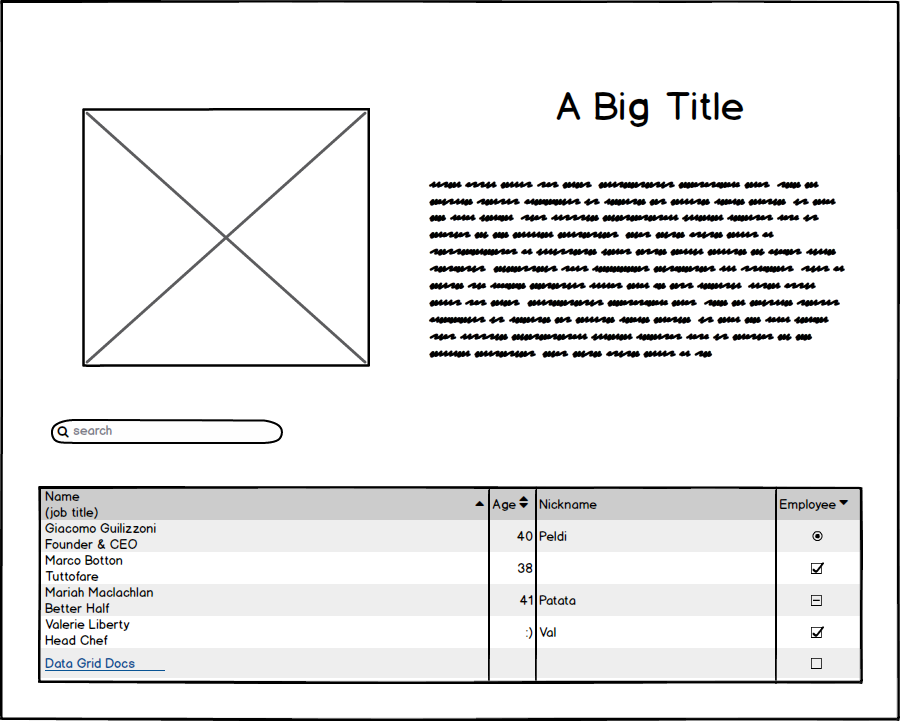 A Big Title
search
Name
(job title)
Age
Nickname
Employee
Giacomo Guilizzoni
Founder & CEO
40
Peldi
Marco Botton
Tuttofare
38
Mariah Maclachlan
Better Half
41
Patata
Valerie Liberty
Head Chef
:)
Val
Data Grid Docs